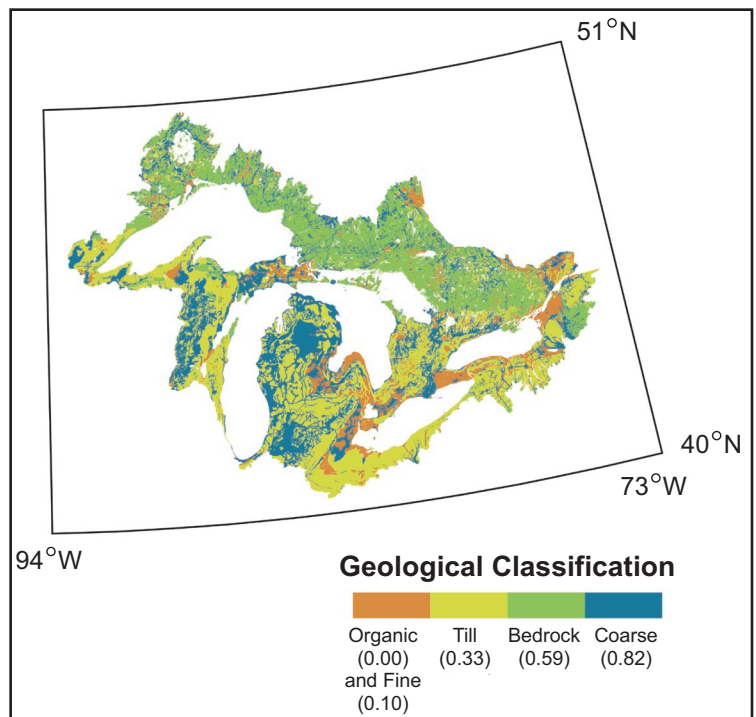 51°N
40°N
73°W
94°W
Geological Classification
Organic
(0.00)
and Fine
(0.10)
Till
(0.33)
Bedrock
(0.59)
Coarse
(0.82)